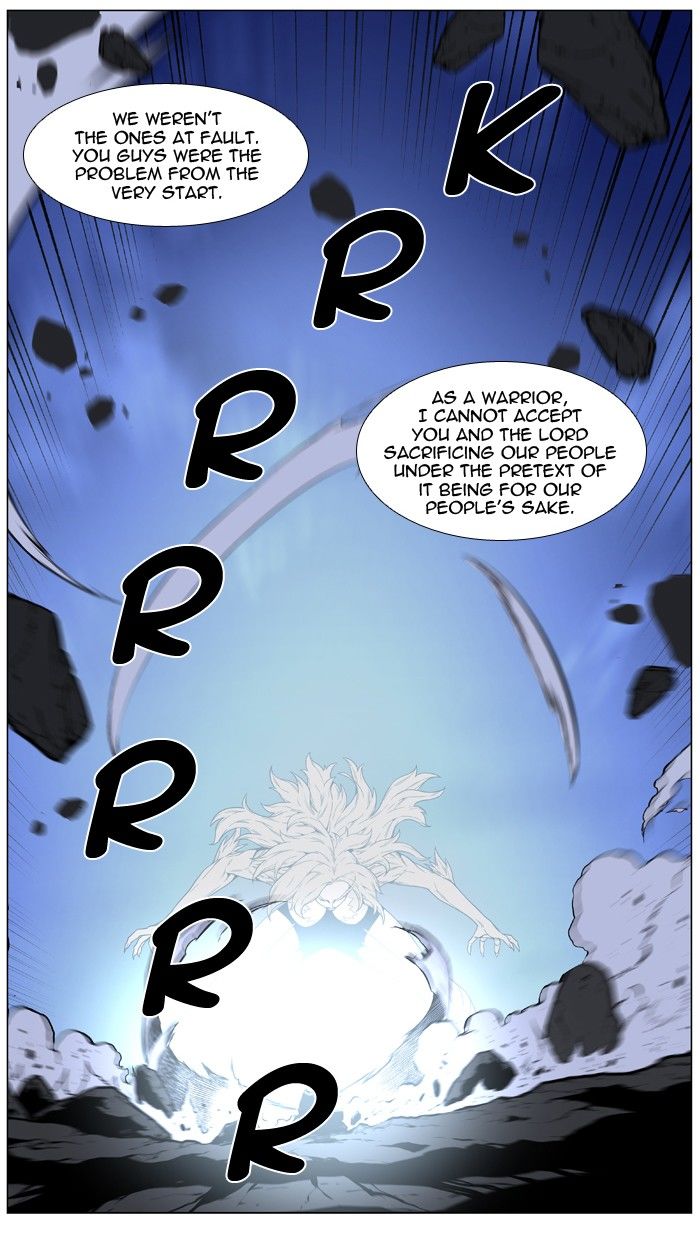 WE WEREN'T
THE ONES AT FAULT.
YOU GUYS WERE THE
PROBLEM FROM THE
VERY START.
K
R
R
R
R
R
R
AS A WARRIOR,
I CANNOT ACCEPT
YOU AND THE LORD
SACRIFICING OUR PEOPLE
UNDER THE PRETEXT OF
IT BEING FOR OUR
PEOPLE'S SAKE.